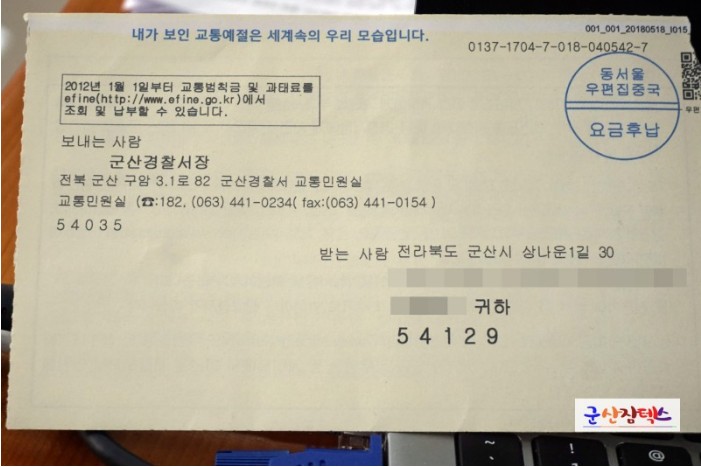 내가 보인 교통예절은 세계속의 우리 모습입니다.
001_001_20180518_I015
0137-1704-7-018-040542-7
동서울
우편집중국
요금후납
우편
2012년 1월 1일부터 교통범칙금 및 과태료를
efine(http://www.efine.go.kr)에서
조회 및 납부할 수 있습니다.
보내는 사람
군산경찰서장
전북 군산 구암 3.1로 82 군산경찰서 교통민원실
교통민원실 (☎:182, (063) 441-0234( fax:(063) 441-0154 )
54035
받는 사람 전라북도 군산시 상나운1길 30
귀하
54129
군산잠텍스